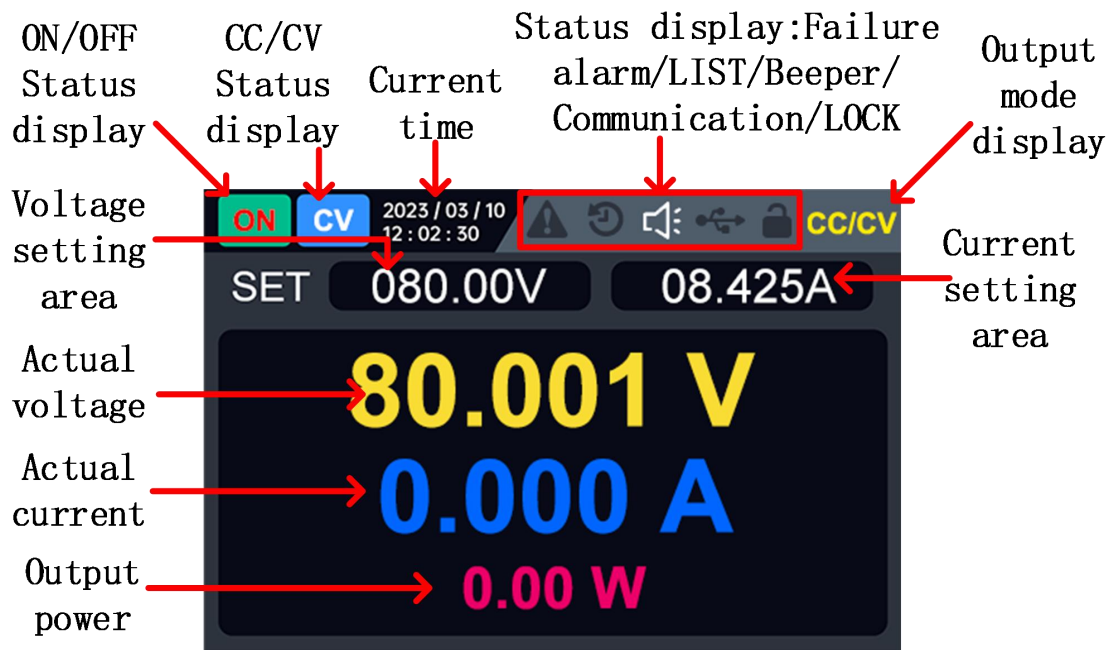 ON/OFF
Status
display
CC/CV
Status
display
Current
time
Status display:Failure
alarm/LIST/Beeper/
Communication/LOCK
Output
mode
display
Voltage
setting
area
ON
CV
2023/03/10
12:02:30
CC/CV
SET
080.00V
08.425A
Current
setting
area
Actual
voltage
80.001 V
Actual
current
0.000 A
Output
power
0.00 W